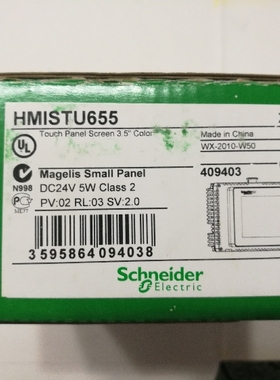 HMISTU655
Touch Panel Screen 3.5" Color
Made in China
WX-2010-W50
UL
N998
Magelis Small Panel
DC24V 5W Class 2
PV:02 RL:03 SV:2.0
409403
3595864094038
Schneider
Electric